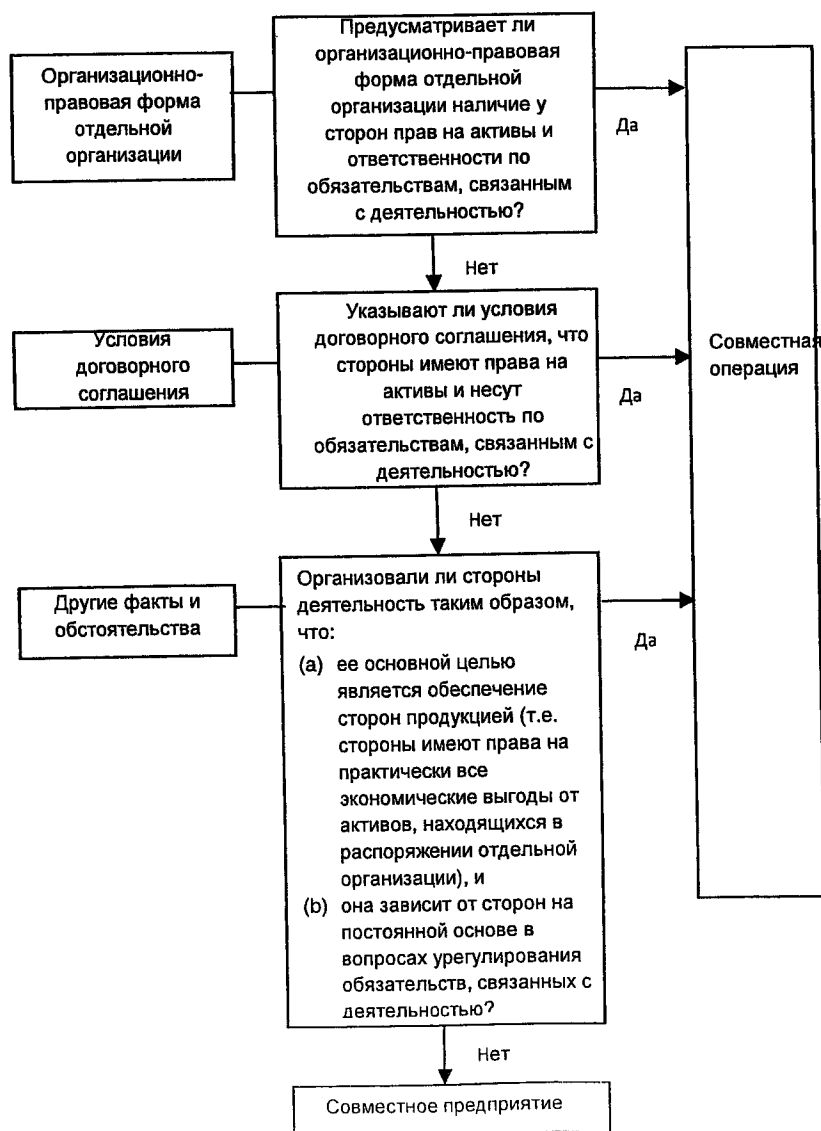 Организационно-
правовая форма
отдельной
организации
Предусматривает ли
организационно-правовая
форма отдельной
организации наличие у
сторон прав на активы и
ответственности по
обязательствам, связанным
с деятельностью?
Да
Нет
Условия
договорного
соглашения
Указывают ли условия
договорного соглашения, что
стороны имеют права на
активы и несут
ответственность по
обязательствам, связанным с
деятельностью?
Да
Совместная
операция
Нет
Другие факты и
обстоятельства
Организовали ли стороны
деятельность таким образом,
что:
(a) ее основной целью
является обеспечение
сторон продукцией (т.е.
стороны имеют права на
практически все
экономические выгоды от
активов, находящихся в
распоряжении отдельной
организации), и
(b) она зависит от сторон на
постоянной основе в
вопросах урегулирования
обязательств, связанных с
деятельностью?
Да
Нет
Совместное предприятие